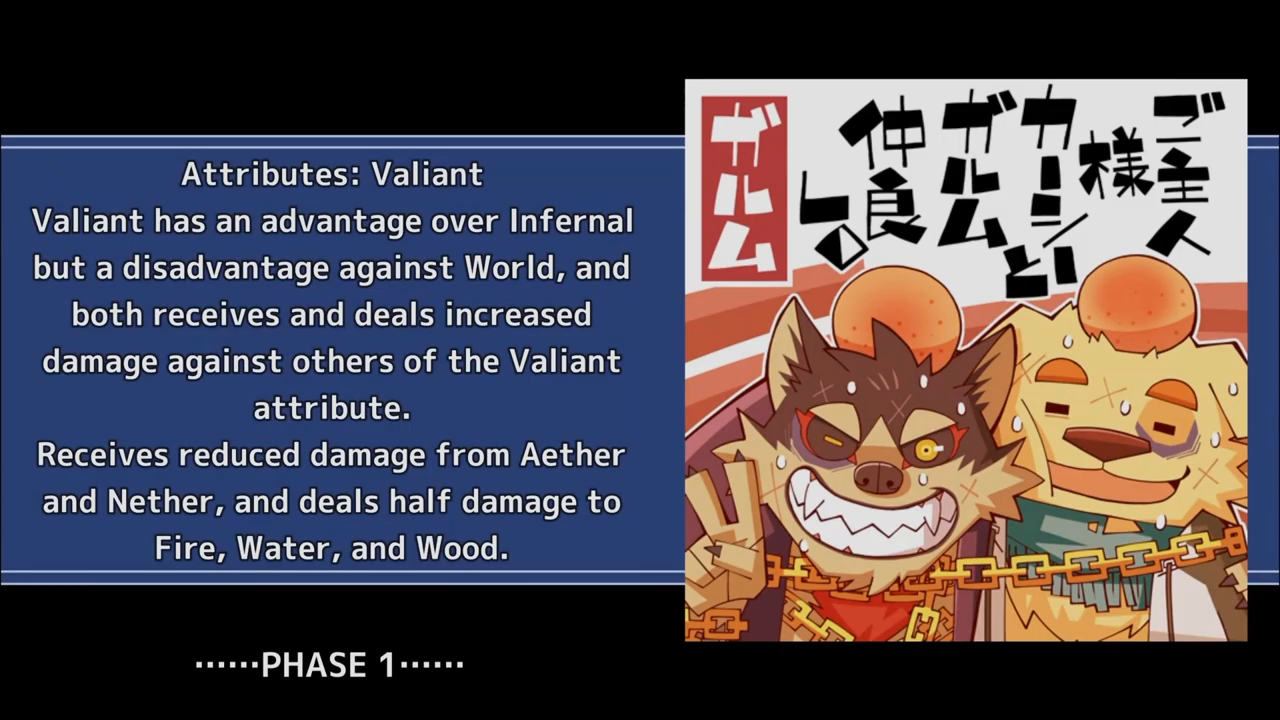 Attributes: Valiant
Valiant has an advantage over Infernal
but a disadvantage against World, and
both receives and deals increased
damage against others of the Valiant
attribute.
Receives reduced damage from Aether
and Nether, and deals half damage to
Fire, Water, and Wood.
⋯⋯PHASE 1⋯⋯
ご主人
様
カーシと
ガルム
仲良
し
ガルム